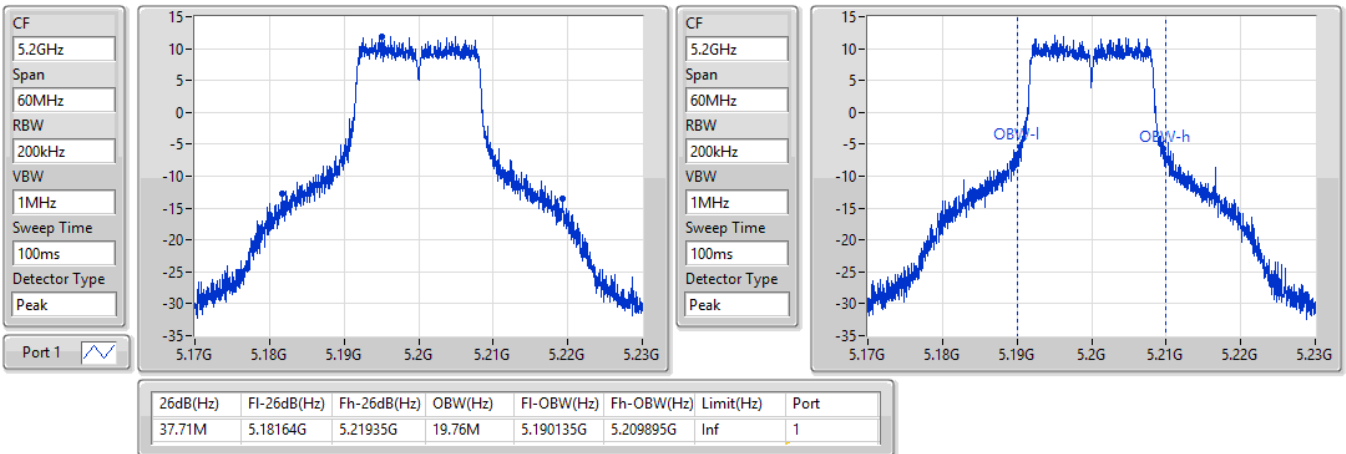 CF
5.2GHz
Span
60MHz
RBW
200kHz
VBW
1MHz
Sweep Time
100ms
Detector Type
Peak
Port 1
15
10
5
0
-5
-10
-15
-20
-25
-30
-35
5.17G 5.18G 5.19G 5.2G 5.21G 5.22G 5.23G
CF
5.2GHz
Span
60MHz
RBW
200kHz
VBW
1MHz
Sweep Time
100ms
Detector Type
Peak
15
10
5
0
-5
-10
-15
-20
-25
-30
-35
OBW-l OBW-h
5.17G 5.18G 5.19G 5.2G 5.21G 5.22G 5.23G
26dB(Hz) Fl-26dB(Hz) Fh-26dB(Hz) OBW(Hz) Fl-OBW(Hz) Fh-OBW(Hz) Limit(Hz) Port
37.71M 5.18164G 5.21935G 19.76M 5.190135G 5.209895G Inf 1